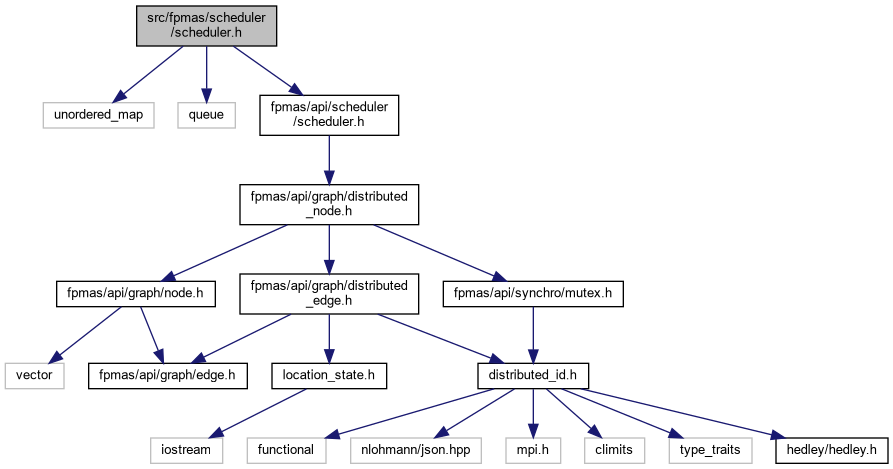 src/fpmas/scheduler
/scheduler.h
unordered_map
queue
fpmas/api/scheduler
/scheduler.h
fpmas/api/graph/distributed
_node.h
fpmas/api/graph/node.h
fpmas/api/graph/distributed
_edge.h
fpmas/api/synchro/mutex.h
vector
fpmas/api/graph/edge.h
location_state.h
distributed_id.h
iostream
functional
nlohmann/json.hpp
mpi.h
climits
type_traits
hedley/hedley.h